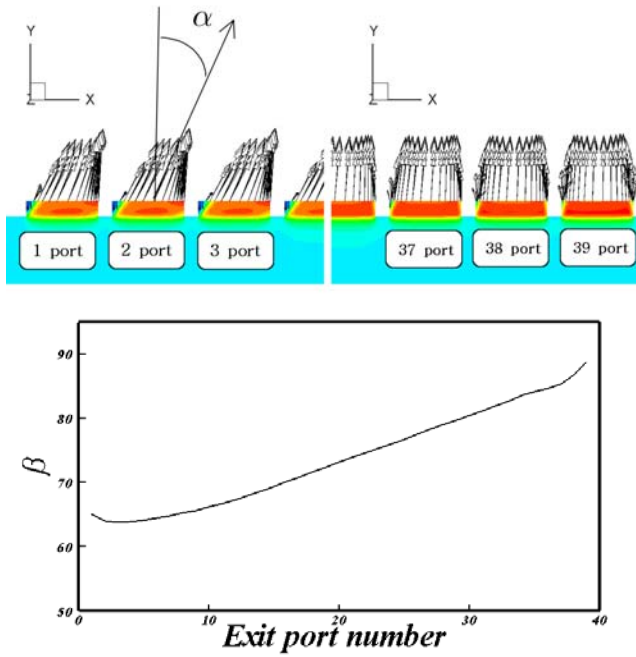 α
Y
Z X
1 port
2 port
3 port
Y
Z X
37 port
38 port
39 port
90
80
70
60
50
β
0
10
20
30
40
Exit port number